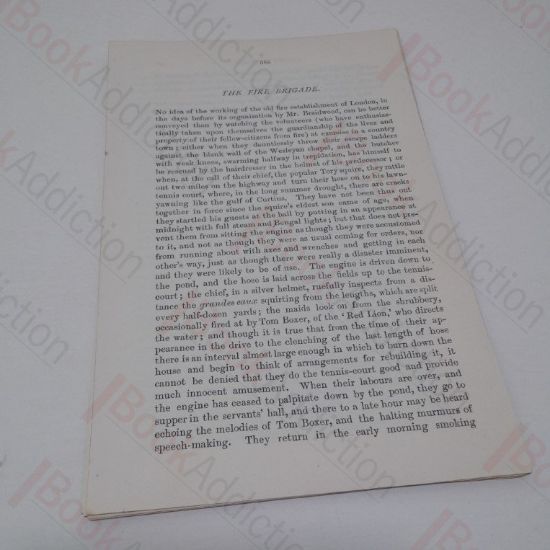 THE FIRE BRIGADE.
No idea of the working of the old fire establishment of London, in
the days before its organisation by Mr. Braidwood, can be better
conveyed than by watching the volunteers (who have enthusias-
tically taken upon themselves the guardianship of the lives and
property of their fellow-citizens from fire) at exercise in a country
town; either when they dauntlessly throw their escape ladders
against the blank wall of the Wesleyan chapel, and the butcher
with weak knees, swarming halfway in trepidation, has himself to
be rescued by the hairdresser in the helmet of his predecessor; or
when, at the call of their chief, the popular Tory squire, they rattle
out two miles on the highway and turn their hose on to his lawn-
tennis court, where, in the long summer drought, there are cracks
yawning like the gulf of Curtius. They have not been thus out
together in force since the squire's eldest son came of age, when
they startled his guests at the ball by putting in an appearance at
midnight with full steam and Bengal lights; but that does not pre-
vent them from sitting the engine as though they were accustomed
to it, and not as though they were as usual coming for orders, nor
from running about with axes and wrenches and getting in each
other's way, just as though there were really a disaster imminent,
and they were likely to be of use. The engine is driven down to
the pond, and the hose is laid across the fields up to the tennis-
court; the chief, in a silver helmet, ruefully inspects from a dis-
tance the grandes eaux squirting from the lengths, which are split
every half-dozen yards; the maids look on from the shrubbery,
occasionally fired at by Tom Boxer, of the 'Red Lion,' who directs
the water; and though it is true that from the time of their ap-
pearance in the drive to the clenching of the last length of hose
there is an interval almost large enough in which to burn down the
house and begin to think of arrangements for rebuilding it, it
cannot be denied that they do the tennis-court good and provide
much innocent amusement. When their labours are over, and
the engine has ceased to palpitate down by the pond, they go to
supper in the servants' hall, and there to a late hour may be heard
echoing the melodies of Tom Boxer, and the halting murmurs of
speech-making. They return in the early morning smoking
BookAddiction